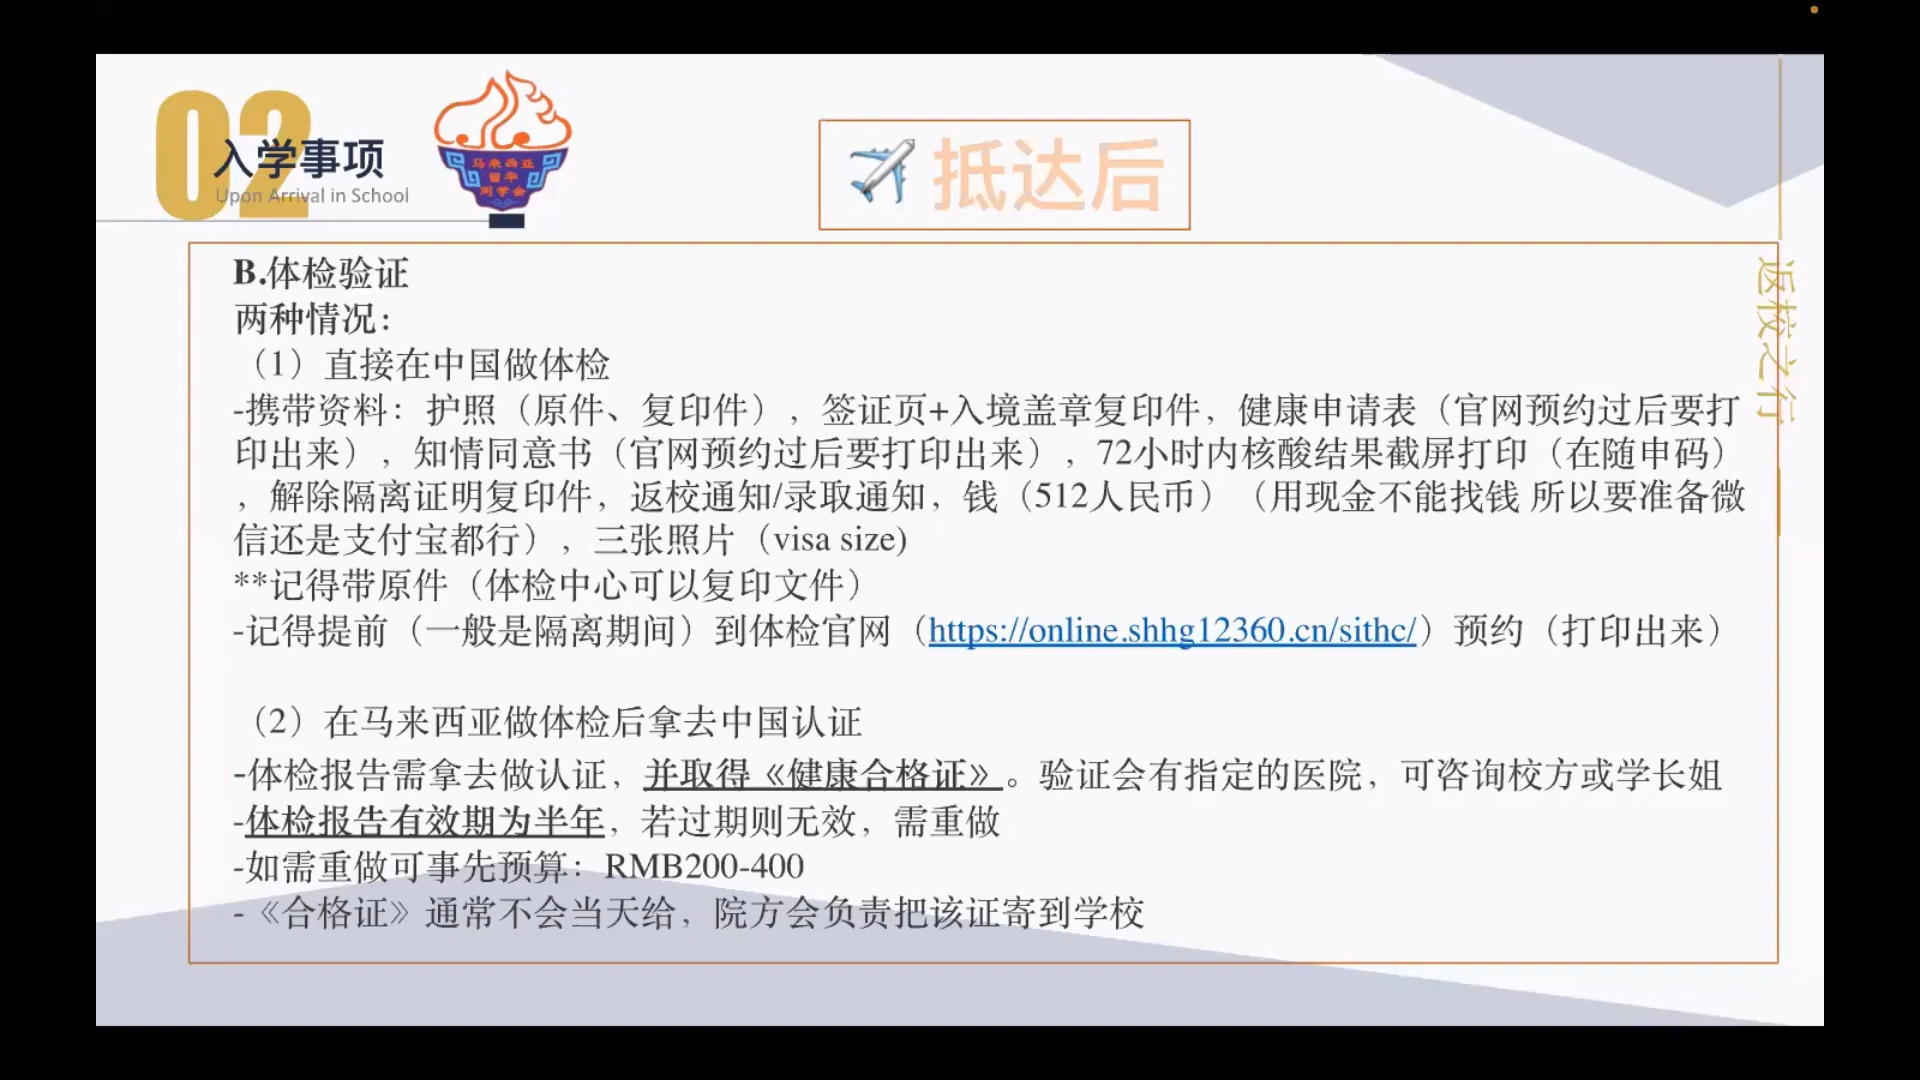 02
入学事项
Upon Arrival in School
马来西亚
留华
同学会
抵达后
返校之行
B.体检验证
两种情况：
（1）直接在中国做体检
-携带资料：护照（原件、复印件），签证页+入境盖章复印件，健康申请表（官网预约过后要打
印出来），知情同意书（官网预约过后要打印出来），72小时内核酸结果截屏打印（在随申码）
，解除隔离证明复印件，返校通知/录取通知，钱（512人民币）（用现金不能找钱 所以要准备微
信还是支付宝都行），三张照片（visa size)
**记得带原件（体检中心可以复印文件）
-记得提前（一般是隔离期间）到体检官网（https://online.shhg12360.cn/sithc/）预约（打印出来）
（2）在马来西亚做体检后拿去中国认证
-体检报告需拿去做认证，并取得《健康合格证》。验证会有指定的医院，可咨询校方或学长姐
-体检报告有效期为半年，若过期则无效，需重做
-如需重做可事先预算：RMB200-400
-《合格证》通常不会当天给，院方会负责把该证寄到学校